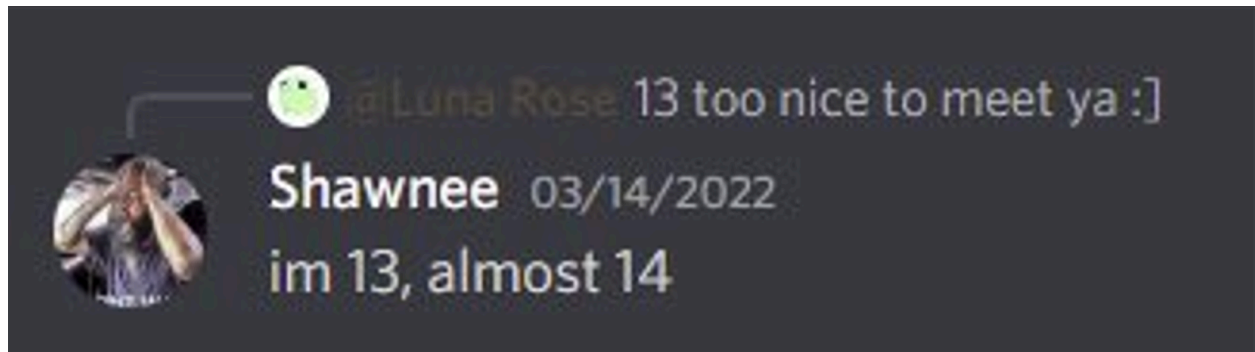 @Luna Rose 13 too nice to meet ya :]
Shawnee 03/14/2022
im 13, almost 14